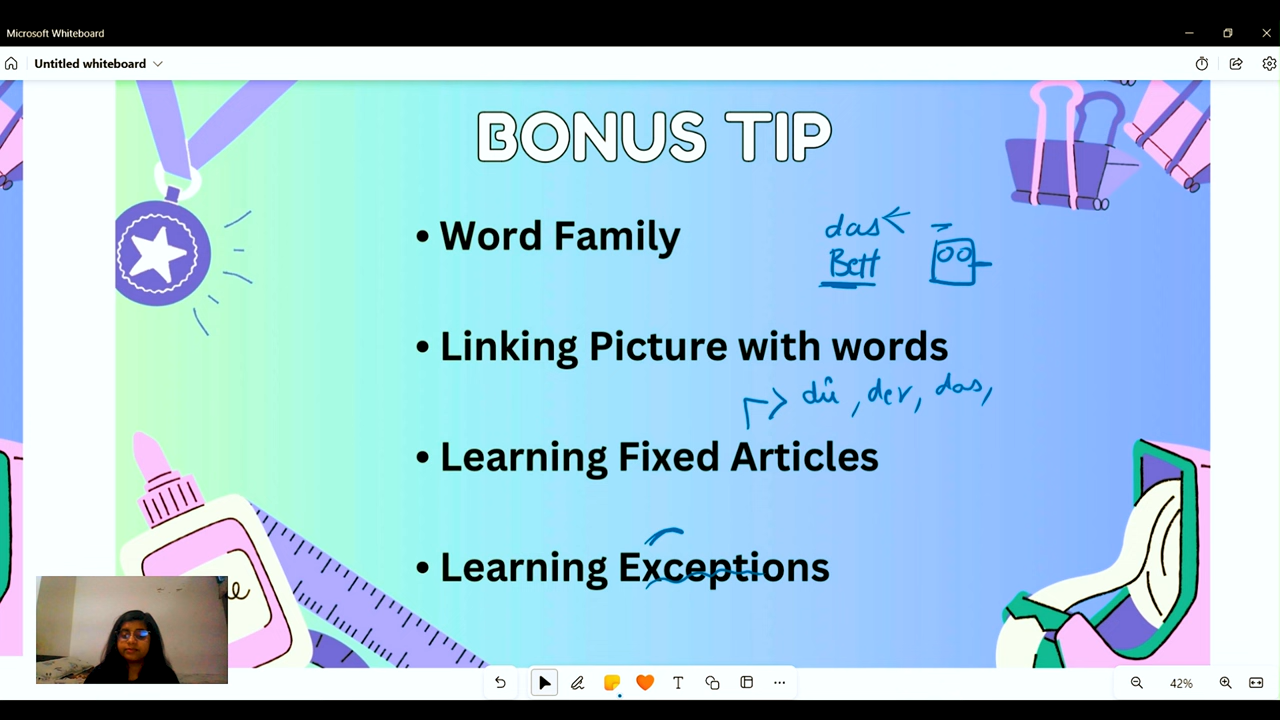 Microsoft Whiteboard
Untitled whiteboard
BONUS TIP
• Word Family
das
Bett
• Linking Picture with words
die, der, das,
• Learning Fixed Articles
• Learning Exceptions
42%